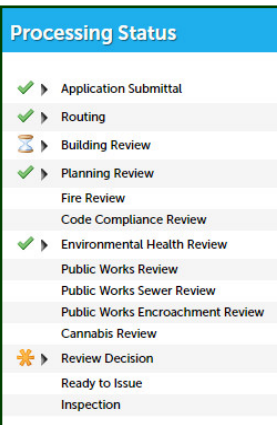 Processing Status
Application Submittal
Routing
Building Review
Planning Review
Fire Review
Code Compliance Review
Environmental Health Review
Public Works Review
Public Works Sewer Review
Public Works Encroachment Review
Cannabis Review
Review Decision
Ready to Issue
Inspection